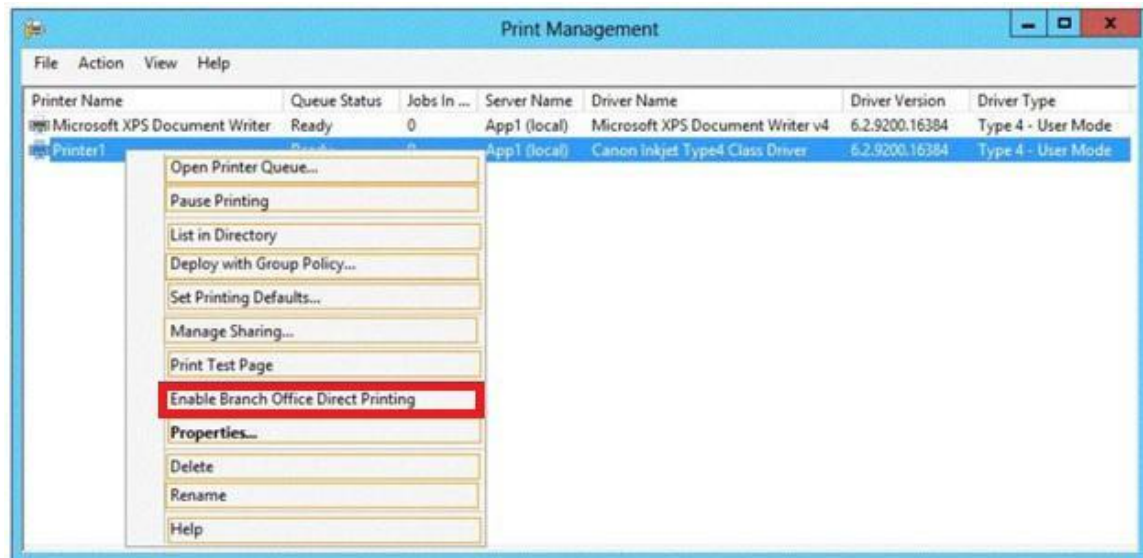 Print Management
File Action View Help
Printer Name Queue Status Jobs In ... Server Name Driver Name Driver Version Driver Type
Microsoft XPS Document Writer Ready 0 App1 (local) Microsoft XPS Document Writer v4 6.2.9200.16384 Type 4 - User Mode
Printer1 Ready 0 App1 (local) Canon Inkjet Type4 Class Driver 6.2.9200.16384 Type 4 - User Mode
Open Printer Queue...
Pause Printing
List in Directory
Deploy with Group Policy...
Set Printing Defaults...
Manage Sharing...
Print Test Page
Enable Branch Office Direct Printing
Properties...
Delete
Rename
Help